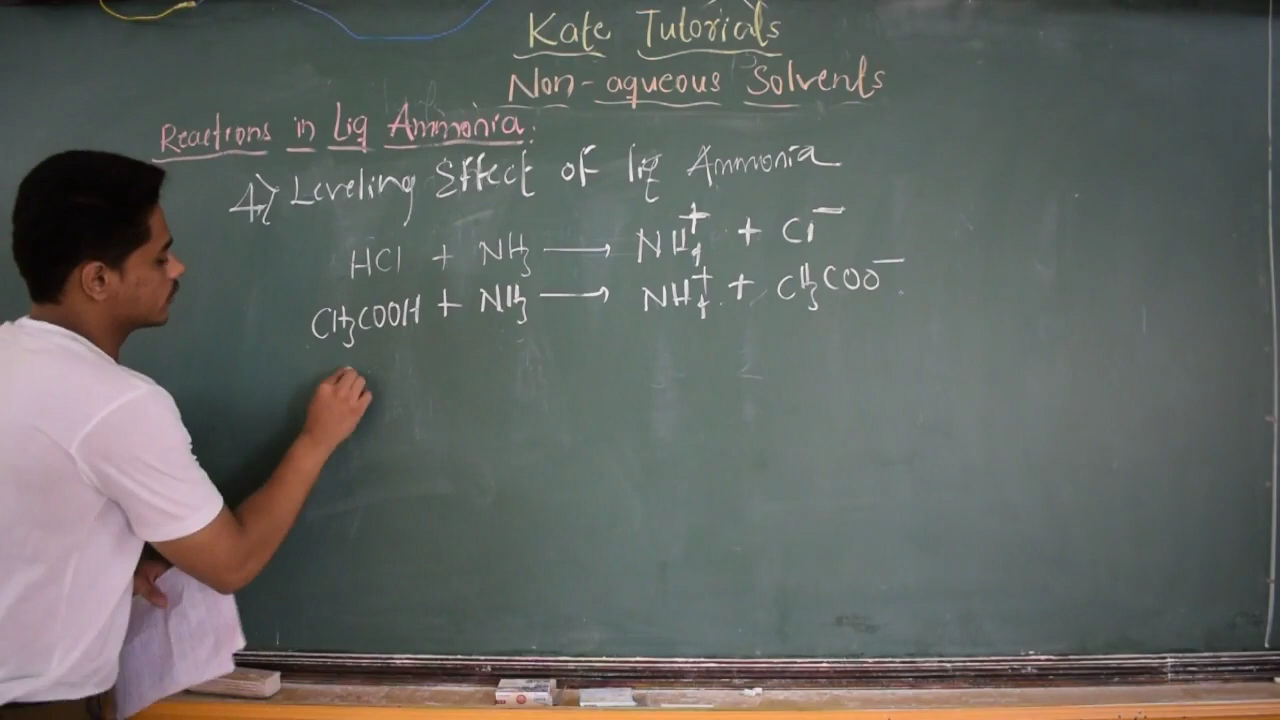 Kate Tutorials
Non-aqueous Solvents
Reactions in Liq Ammonia.
4) Leveling Effect of liq Ammonia
HCl + NH₃ ⟶ NH₄⁺ + Cl⁻
CH₃COOH + NH₃ ⟶ NH₄⁺ + CH₃COO⁻